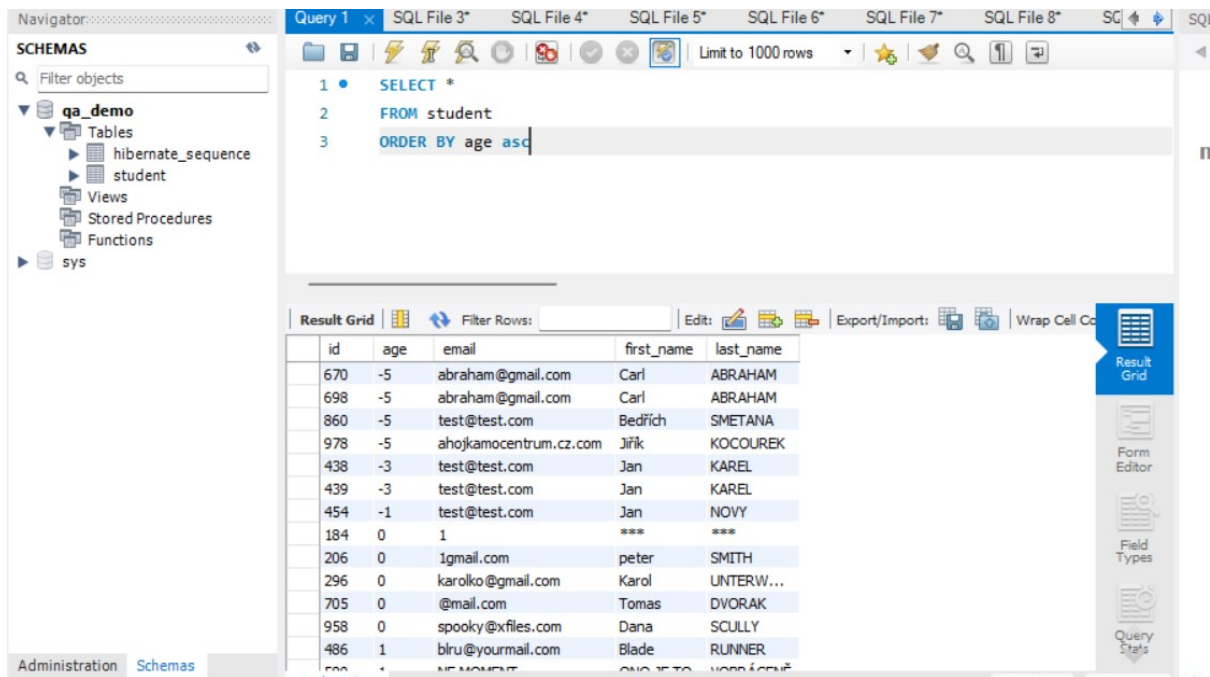 Navigator
Query 1 × SQL File 3* SQL File 4* SQL File 5* SQL File 6* SQL File 7* SQL File 8*
SCHEMAS
Limit to 1000 rows
Filter objects
qa_demo
Tables
hibernate_sequence
student
Views
Stored Procedures
Functions
sys
1 SELECT *
2 FROM student
3 ORDER BY age asc
Result Grid Filter Rows: Edit: Export/Import: Wrap Cell
id age email first_name last_name
670 -5 abraham@gmail.com Carl ABRAHAM
698 -5 abraham@gmail.com Carl ABRAHAM
860 -5 test@test.com Bedřich SMETANA
978 -5 ahojkamocentrum.cz.com Jiřík KOCOUREK
438 -3 test@test.com Jan KAREL
439 -3 test@test.com Jan KAREL
454 -1 test@test.com Jan NOVY
184 0 1 *** ***
206 0 1gmail.com peter SMITH
296 0 karolko@gmail.com Karol UNTERW...
705 0 @mail.com Tomas DVORAK
958 0 spooky@xfiles.com Dana SCULLY
486 1 blru@yourmail.com Blade RUNNER
Result
Grid
Form
Editor
Field
Types
Query
Stats
Administration Schemas